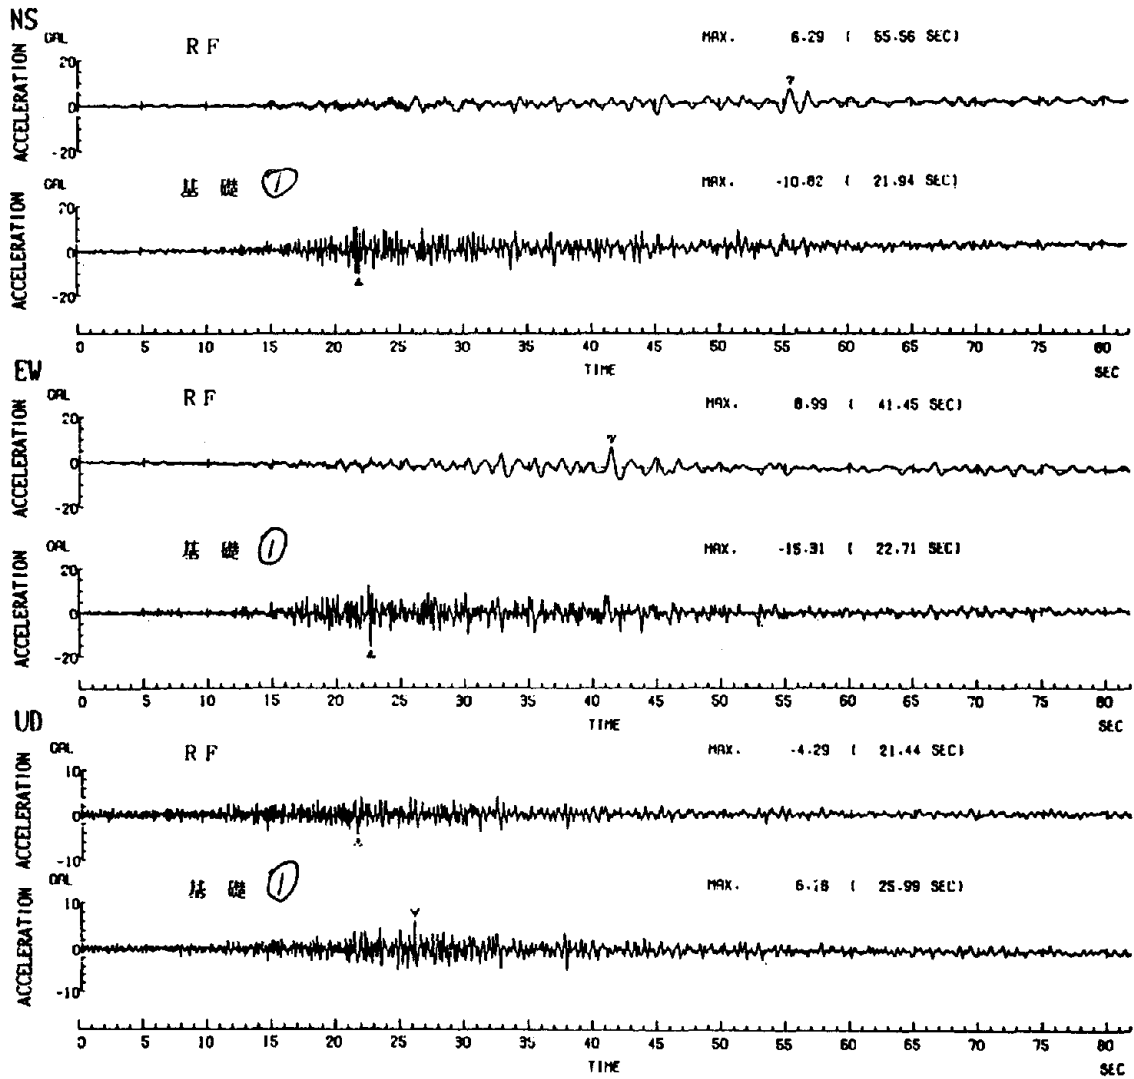 NS
GAL RF MAX. 6.29 ( 55.56 SEC)
ACCELERATION
20
0
-20
GAL 基礎 ① MAX. -10.82 ( 21.94 SEC)
ACCELERATION
20
0
-20
0 5 10 15 20 25 30 35 40 45 50 55 60 65 70 75 80
TIME SEC
EW
GAL RF MAX. 8.99 ( 41.45 SEC)
ACCELERATION
20
0
-20
GAL 基礎 ① MAX. -15.31 ( 22.71 SEC)
ACCELERATION
20
0
-20
0 5 10 15 20 25 30 35 40 45 50 55 60 65 70 75 80
TIME SEC
UD
GAL RF MAX. -4.29 ( 21.44 SEC)
ACCELERATION
10
0
-10
GAL 基礎 ① MAX. ( 25.99 SEC)
ACCELERATION
10
0
-10
0 5 10 15 20 25 30 35 40 45 50 55 60 65 70 75 80
TIME SEC